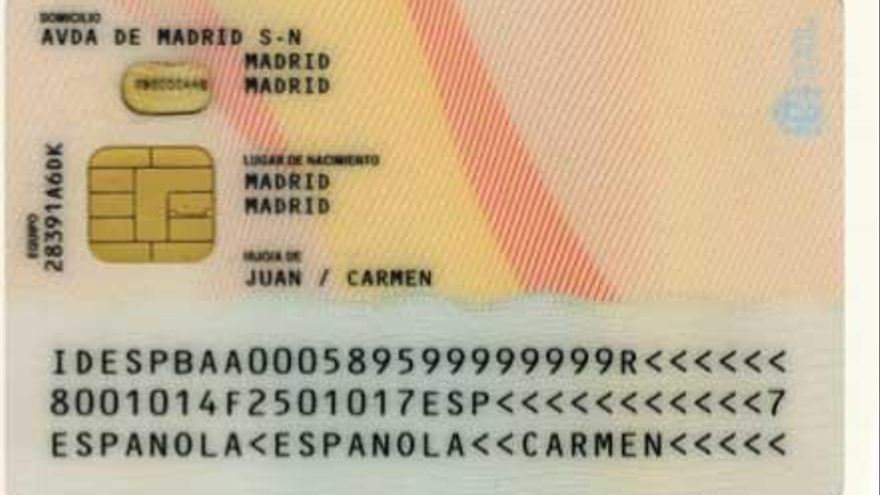 DOMICILIO
AVDA DE MADRID S-N
MADRID
MADRID
LUGAR DE NACIMIENTO
MADRID
MADRID
EQUIPO
28391A6DK
HIJO/A DE
JUAN / CARMEN
IDESPBAA000589599999999R<<<<<<
8001014F2501017ESP<<<<<<<<<<<7
ESPANOLA<ESPANOLA<<CARMEN<<<<<